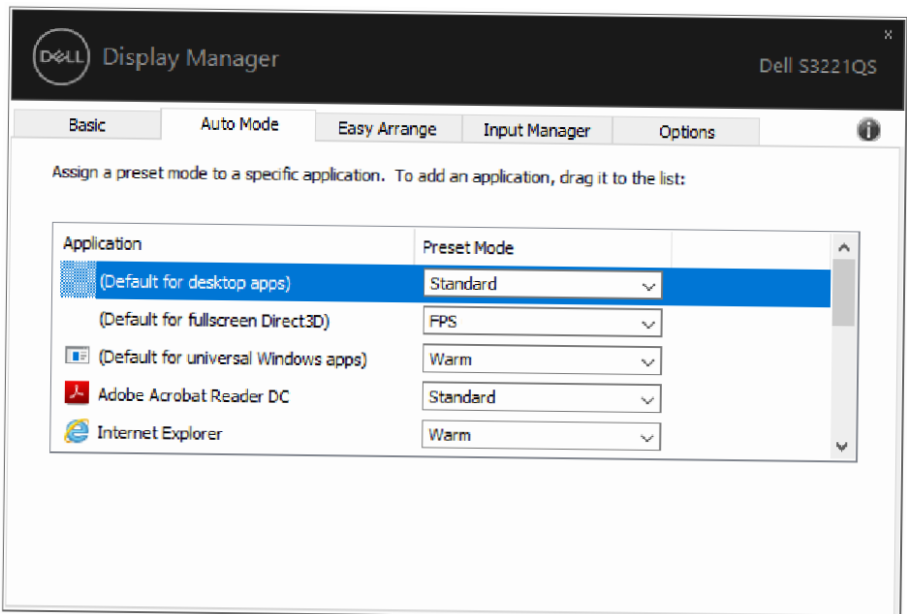 DELL Display Manager
x
Dell S3221QS
Basic Auto Mode Easy Arrange Input Manager Options
Assign a preset mode to a specific application. To add an application, drag it to the list:
Application Preset Mode
(Default for desktop apps) Standard
(Default for fullscreen Direct3D) FPS
(Default for universal Windows apps) Warm
Adobe Acrobat Reader DC Standard
Internet Explorer Warm